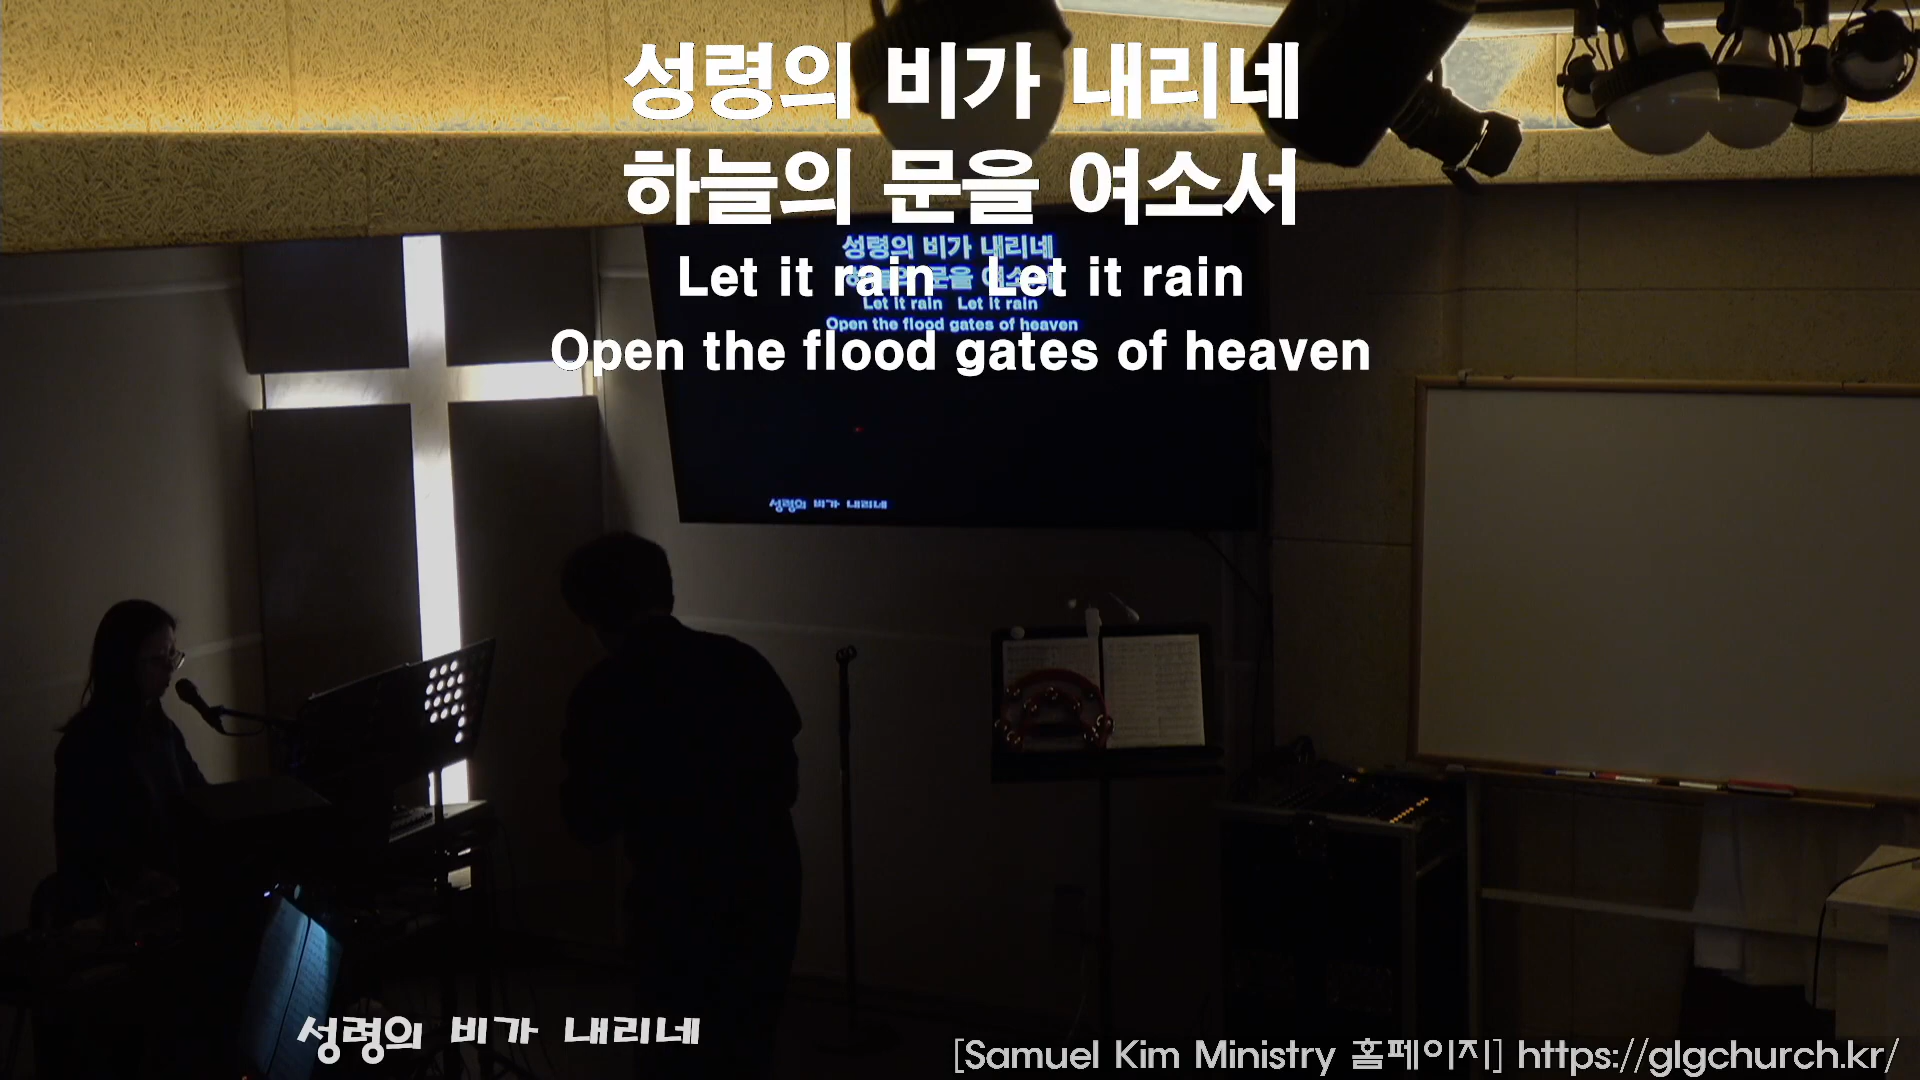 성령의 비가 내리네
하늘의 문을 여소서
Let it rain Let it rain
Open the flood gates of heaven
성령의 비가 내리네
Let it rain Let it rain
Open the flood gates of heaven
성령의 비가 내리네
성령의 비가 내리네
[Samuel Kim Ministry 홈페이지] https://glgchurch.kr/